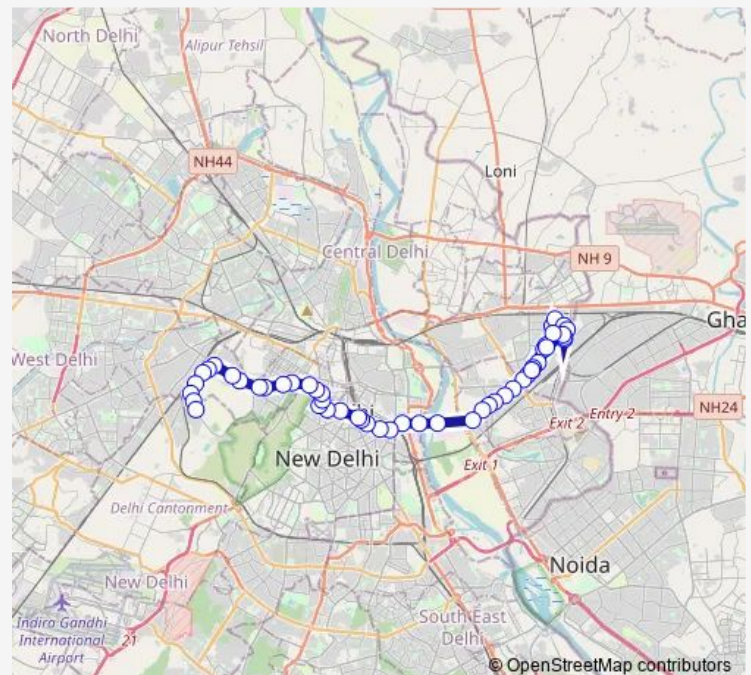 North Delhi
Alipur Tehsil
NH44
Loni
Central Delhi
NH 9
Gha
West Delhi
lhi
NH24
Entry 2
Exit 2
New Delhi
Exit 1
Delhi Cantonment
Noida
New Delhi
Indira Gandhi
International
Airport
21
South East
Delhi
© OpenStreetMap contributors